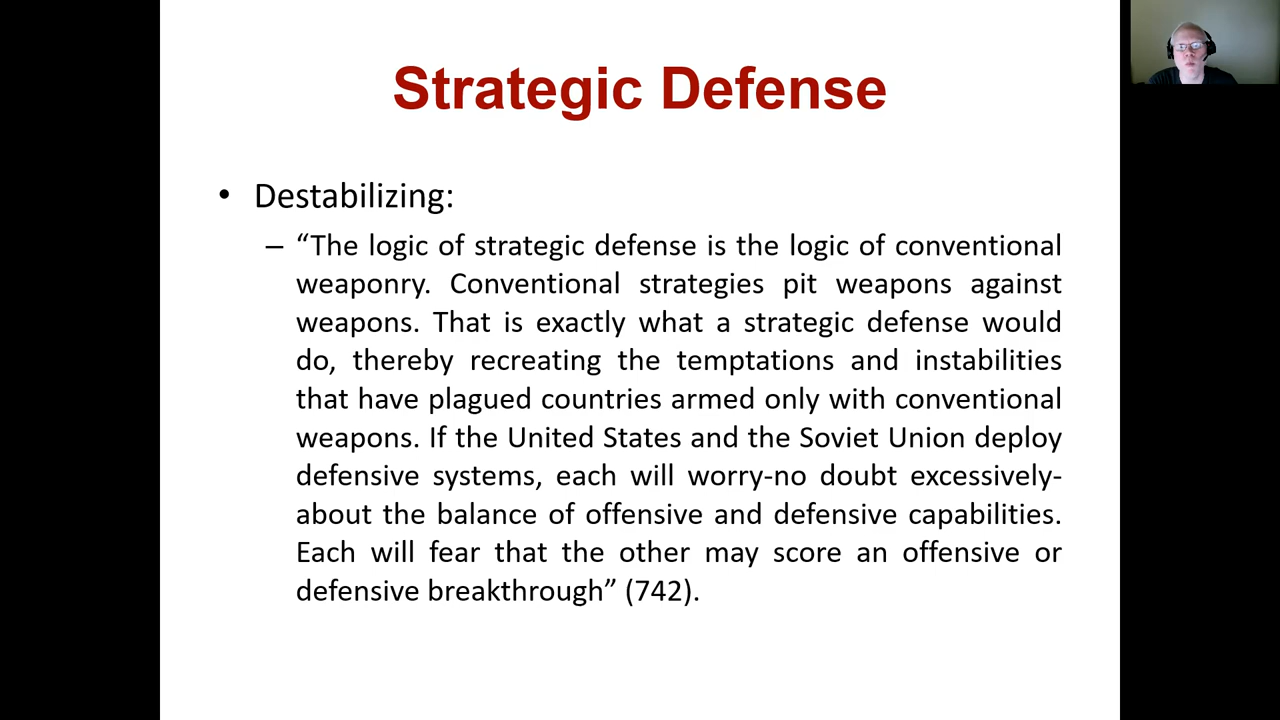 Strategic Defense
• Destabilizing:
– “The logic of strategic defense is the logic of conventional
weaponry. Conventional strategies pit weapons against
weapons. That is exactly what a strategic defense would
do, thereby recreating the temptations and instabilities
that have plagued countries armed only with conventional
weapons. If the United States and the Soviet Union deploy
defensive systems, each will worry-no doubt excessively-
about the balance of offensive and defensive capabilities.
Each will fear that the other may score an offensive or
defensive breakthrough” (742).